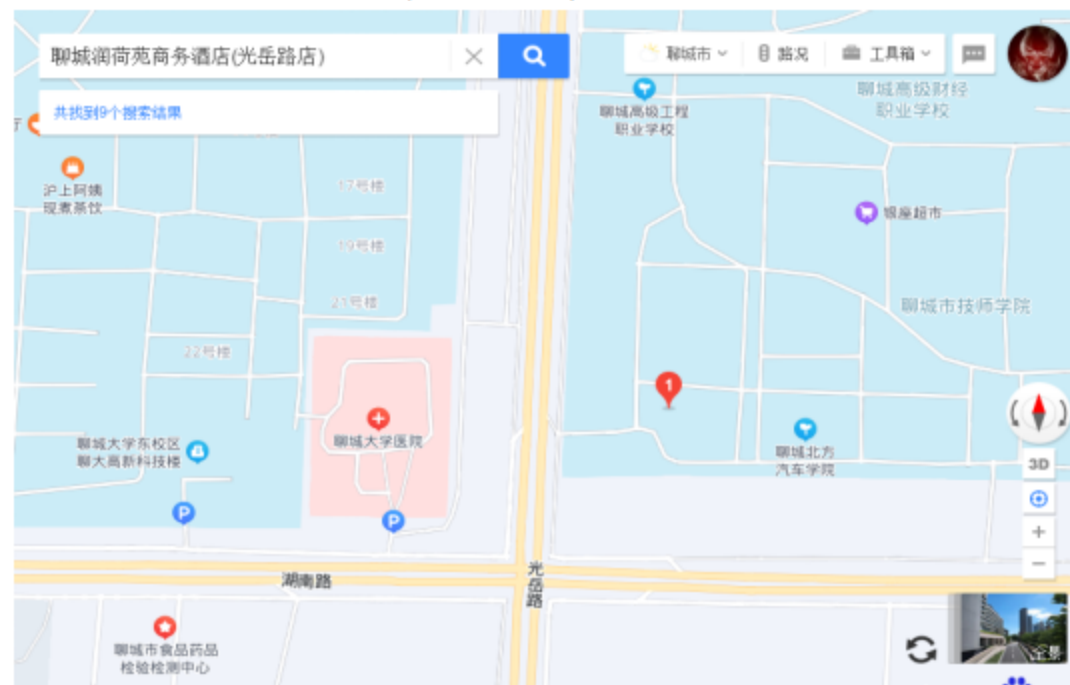 聊城润荷苑商务酒店(光岳路店)
聊城市
路况
工具箱
共找到9个搜索结果
厅
沪上阿姨
现煮茶饮
17号楼
19号楼
21号楼
22号楼
聊城高级工程
职业学校
聊城高级财经
职业学校
银座超市
聊城市技师学院
1
聊城大学医院
聊城大学东校区
聊大高新科技楼
P
P
聊城北方
汽车学院
3D
湖南路
光岳路
聊城市食品药品
检验检测中心
全景